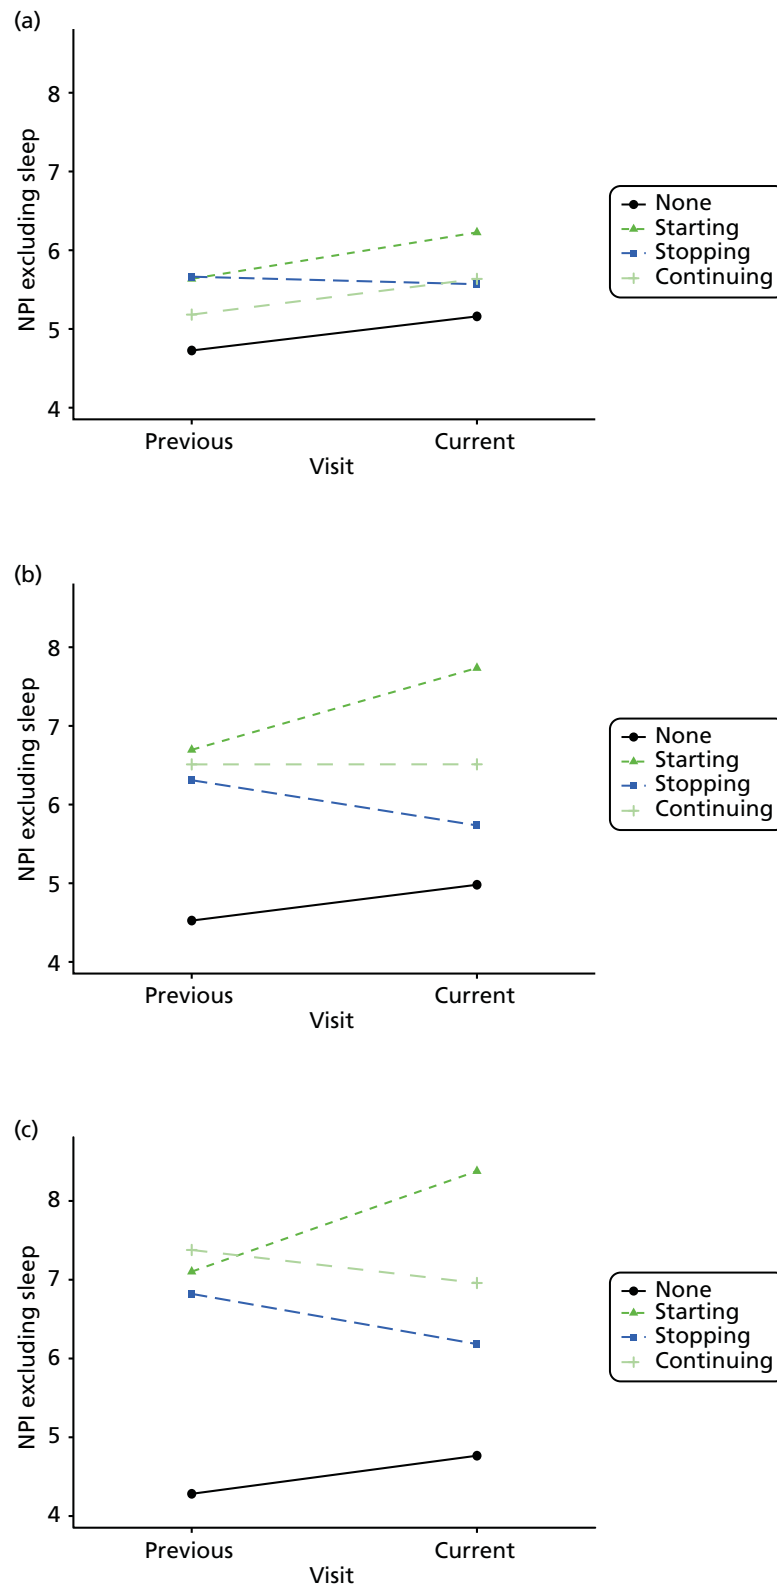 (a)
NPI excluding sleep
8
7
6
5
4
Previous
Current
Visit
None
Starting
Stopping
Continuing
(b)
NPI excluding sleep
8
7
6
5
4
Previous
Current
Visit
None
Starting
Stopping
Continuing
(c)
NPI excluding sleep
8
7
6
5
4
Previous
Current
Visit
None
Starting
Stopping
Continuing